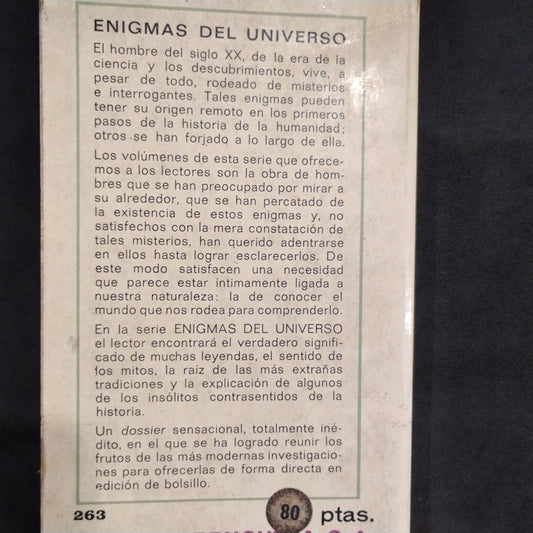 ENIGMAS DEL UNIVERSO
El hombre del siglo XX, de la era de la
ciencia y los descubrimientos, vive, a
pesar de todo, rodeado de misterios
e interrogantes. Tales enigmas pueden
tener su origen remoto en los primeros
pasos de la historia de la humanidad;
otros se han forjado a lo largo de ella.
Los volúmenes de esta serie que ofrece-
mos a los lectores son la obra de hom-
bres que se han preocupado por mirar a
su alrededor, que se han percatado de
la existencia de estos enigmas y, no
satisfechos con la mera constatación de
tales misterios, han querido adentrarse
en ellos hasta lograr esclarecerlos. De
este modo satisfacen una necesidad
que parece estar íntimamente ligada a
nuestra naturaleza: la de conocer el
mundo que nos rodea para comprenderlo.
En la serie ENIGMAS DEL UNIVERSO
el lector encontrará el verdadero signifi-
cado de muchas leyendas, el sentido de
los mitos, la raíz de las más extrañas
tradiciones y la explicación de algunos
de los insólitos contrasentidos de la
historia.
Un dossier sensacional, totalmente iné-
dito, en el que se ha logrado reunir los
frutos de las más modernas investigacio-
nes para ofrecerlas de forma directa en
edición de bolsillo.
263 80 ptas.